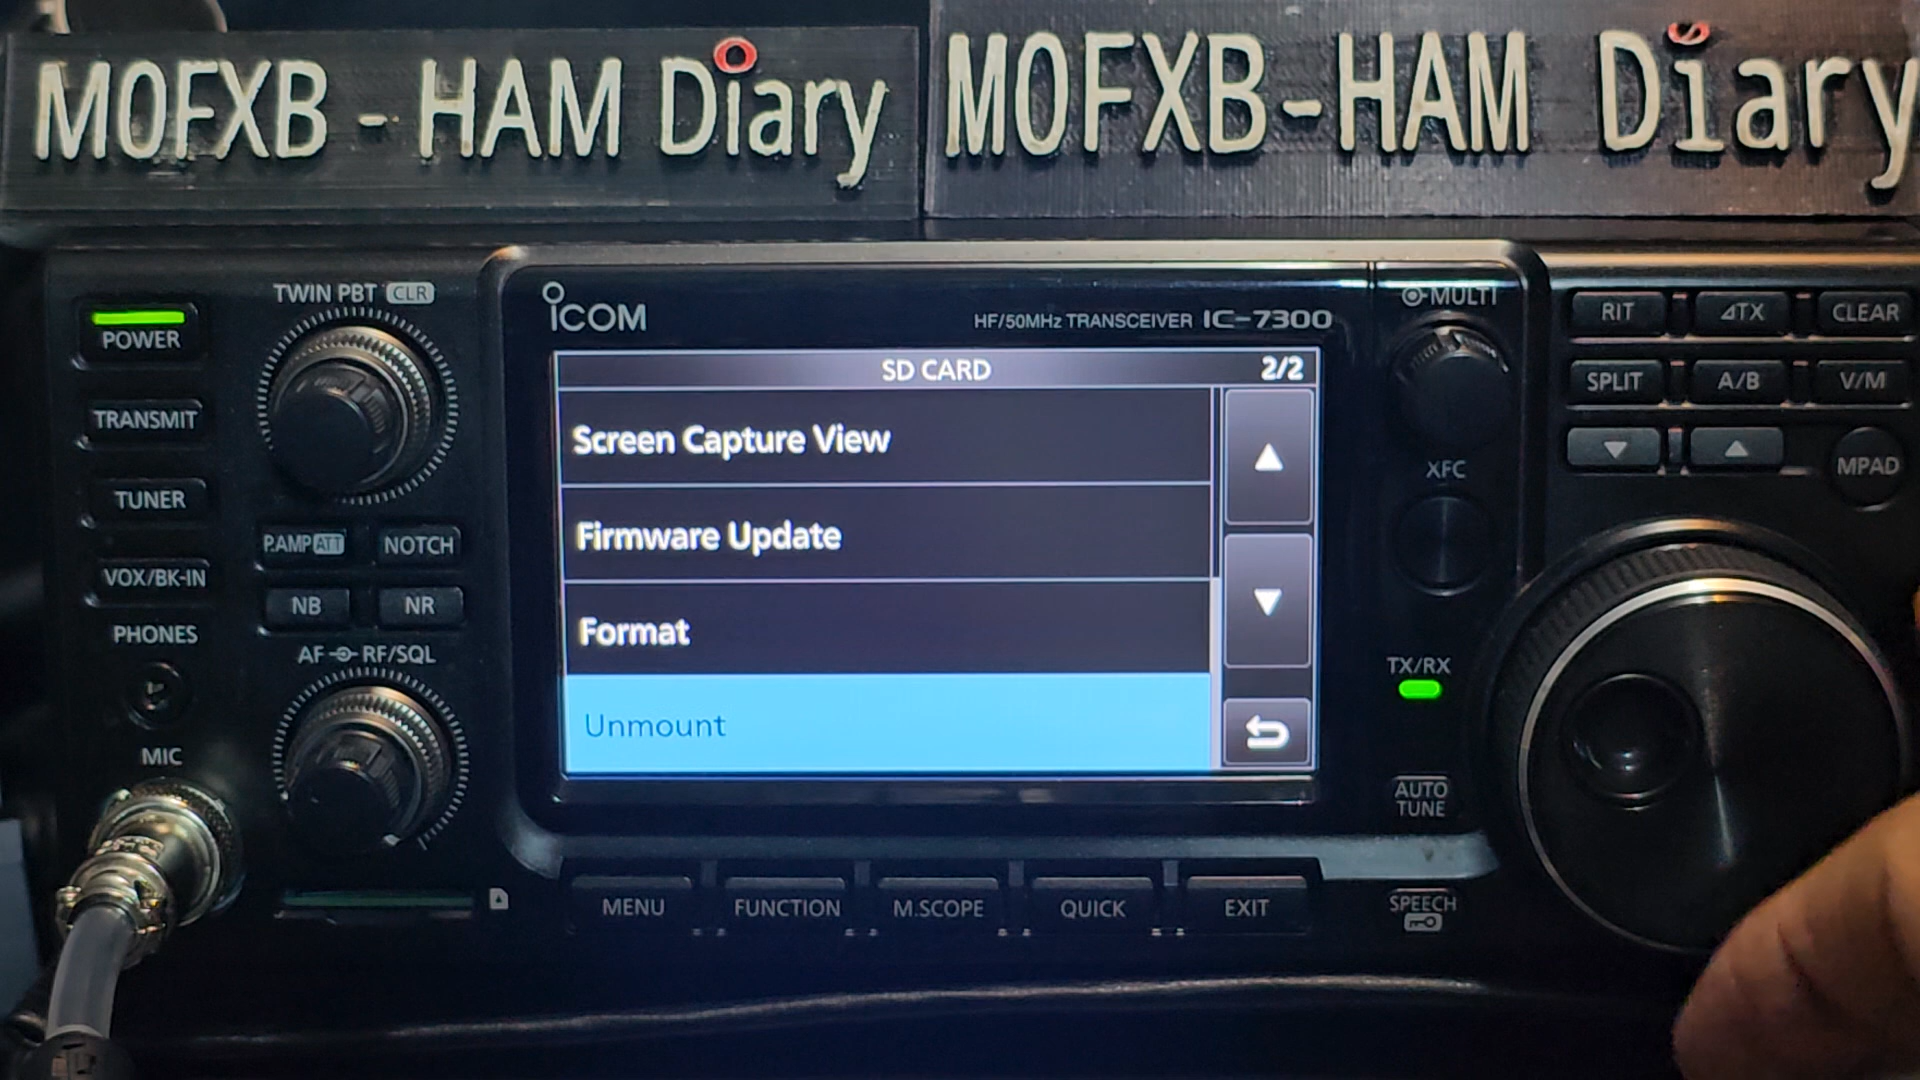 M0FXB - HAM Diary
M0FXB-HAM Diary
POWER
TRANSMIT
TUNER
VOX/BK-IN
PHONES
MIC
TWIN PBT CLR
P.AMP ATT
NOTCH
NB
NR
AF RF/SQL
ICOM
HF/50MHz TRANSCEIVER IC-7300
SD CARD 2/2
Screen Capture View
Firmware Update
Format
Unmount
MENU
FUNCTION
M.SCOPE
QUICK
EXIT
MULTI
XFC
TX/RX
AUTO
TUNE
SPEECH
RIT
⊿TX
CLEAR
SPLIT
A/B
V/M
MPAD